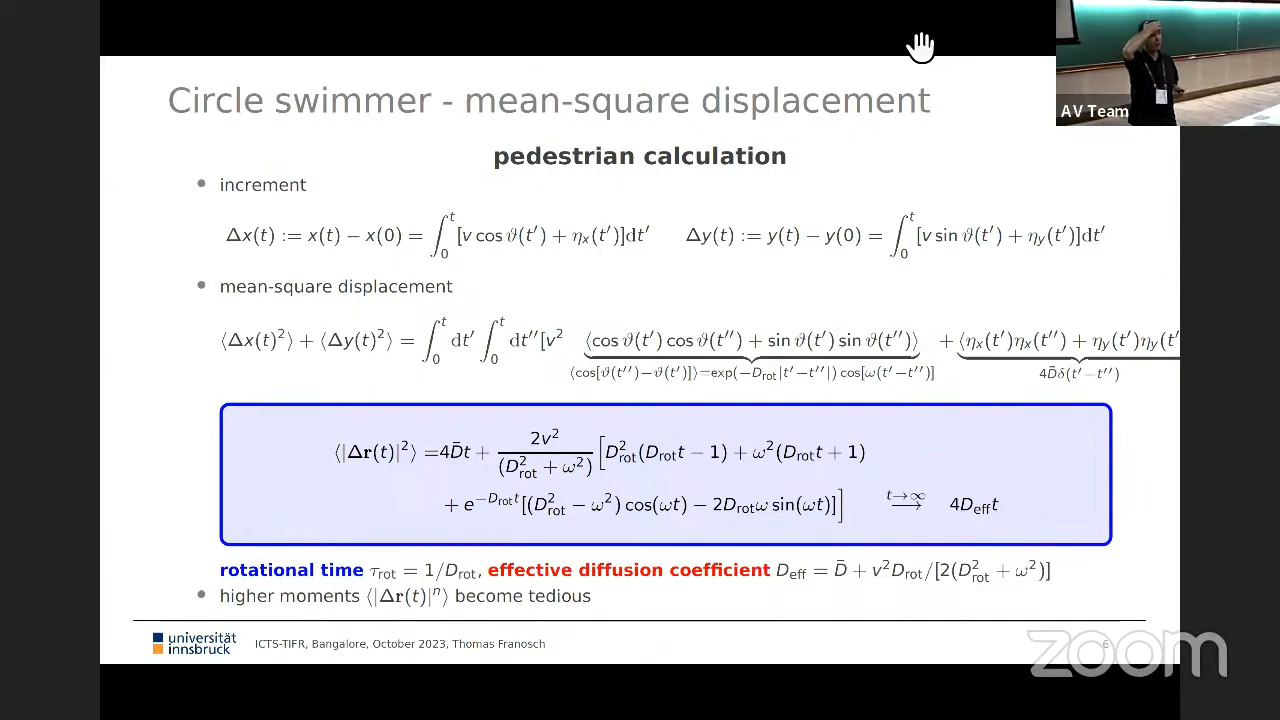 Circle swimmer - mean-square displacement
AV Team
pedestrian calculation
• increment
Δx(t) := x(t) − x(0) = ∫₀ᵗ [v cos ϑ(t′) + ηₓ(t′)]dt′ Δy(t) := y(t) − y(0) = ∫₀ᵗ [v sin ϑ(t′) + η_y(t′)]dt′
• mean-square displacement
⟨Δx(t)²⟩ + ⟨Δy(t)²⟩ = ∫₀ᵗ dt′ ∫₀ᵗ dt″[v² ⟨cos ϑ(t′) cos ϑ(t″) + sin ϑ(t′) sin ϑ(t″)⟩ + ⟨ηₓ(t′)ηₓ(t″) + η_y(t′)η_y(t″
⟨cos[ϑ(t″)−ϑ(t′)]⟩=exp(−D_rot|t′−t″|) cos[ω(t′−t″)] 4D̄δ(t′−t″)
⟨|Δr(t)|²⟩ =4D̄t + 2v²/(D²_rot + ω²) [D²_rot(D_rot t − 1) + ω²(D_rot t + 1)
+ e^{−D_rot t}[(D²_rot − ω²) cos(ωt) − 2D_rot ω sin(ωt)]] t→∞ ⟶ 4D_eff t
rotational time τ_rot = 1/D_rot, effective diffusion coefficient D_eff = D̄ + v²D_rot/[2(D²_rot + ω²)]
• higher moments ⟨|Δr(t)|ⁿ⟩ become tedious
universität
innsbruck
ICTS-TIFR, Bangalore, October 2023, Thomas Franosch
6
zoom